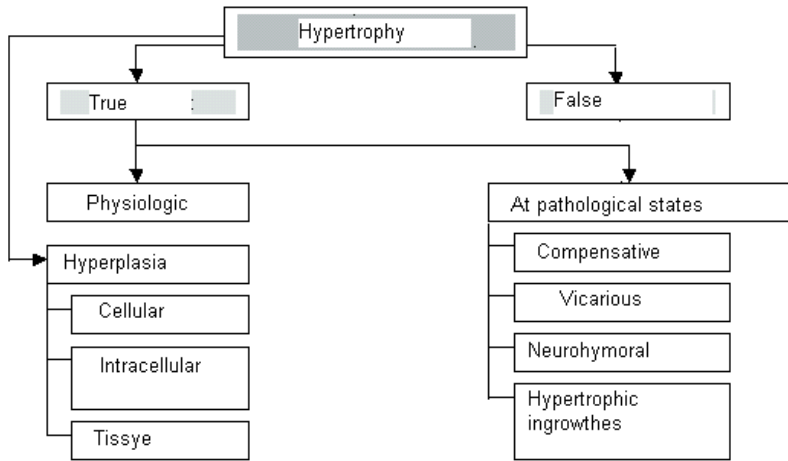 Hypertrophy
True :
False
Physiologic
At pathological states
Hyperplasia
Compensative
Cellular
Vicarious
Intracellular
Neurohymoral
Hypertrophic
ingrowthes
Tissye